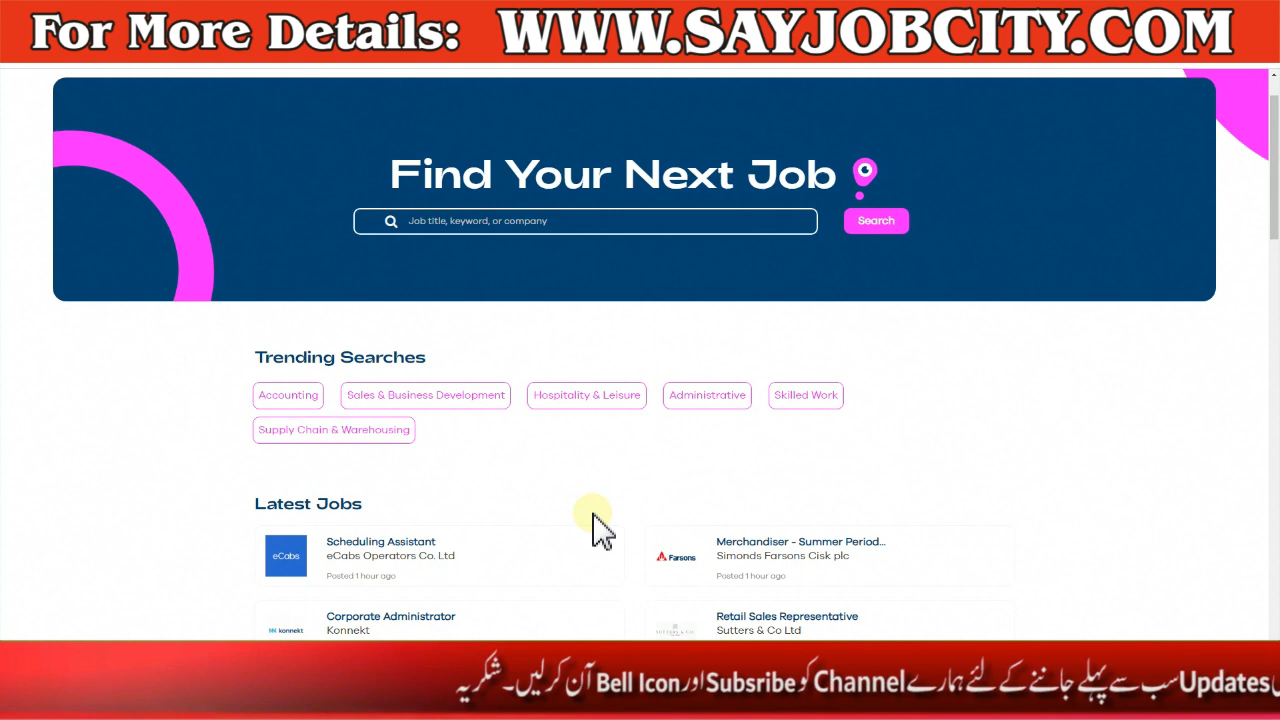 For More Details: WWW.SAYJOBCITY.COM
Find Your Next Job
Job title, keyword, or company
Search
Trending Searches
Accounting
Sales & Business Development
Hospitality & Leisure
Administrative
Skilled Work
Supply Chain & Warehousing
Latest Jobs
eCabs
Scheduling Assistant
eCabs Operators Co. Ltd
Posted 1 hour ago
Farsons
Merchandiser - Summer Period...
Simonds Farsons Cisk plc
Posted 1 hour ago
konnekt
Corporate Administrator
Konnekt
SUTTERS & CO
Retail Sales Representative
Sutters & Co Ltd
Updates سب سے پہلے جاننے کے لئے ہمارے Channel کو Subsribe اور Bell Icon آن کرلیں۔ شکریہ